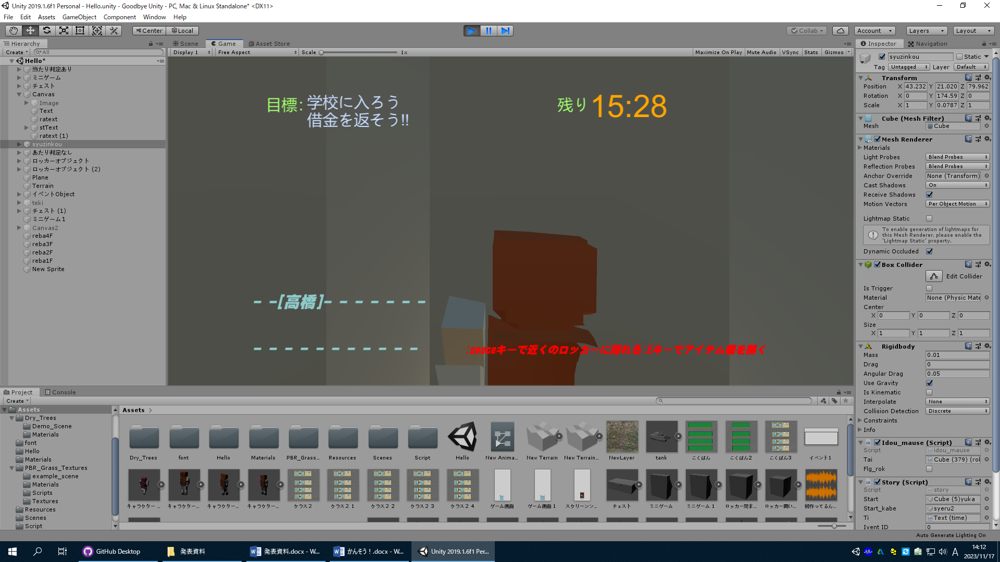 Unity 2019.1.6f1 Personal - Hello.unity - Goodbye Unity - PC, Mac & Linux Standalone* <DX11>
File Edit Assets GameObject Component Window Help
Center Local
Collab Account Layers Layout
Hierarchy
Create All
Hello*
当たり判定あり
ミニゲーム
チェスト
Canvas
Image
Text
ratext
stText
ratext (1)
syuzinkou
あたり判定なし
ロッカーオブジェクト
ロッカーオブジェクト (2)
Plane
Terrain
イベントObject
teki
チェスト (1)
ミニゲーム1
Canvas2
reba4F
reba3F
reba2F
reba1F
New Sprite
Scene Game Asset Store
Display 1 Free Aspect Scale 1x Maximize On Play Mute Audio VSync Stats Gizmos
目標: 学校に入ろう
借金を返そう!!
残り 15:28
- -[高橋]- - - - - - -
- - - - - - - - - - -
:spaceキーで近くのロッカーに隠れる:Eキーでアイテム欄を開く
Inspector Navigation
syuzinkou Static
Tag Untagged Layer Default
Transform
Position X 43.232 Y 21.020 Z 79.962
Rotation X 0 Y 174.59 Z 0
Scale X 1 Y 0.0787 Z 1
Cube (Mesh Filter)
Mesh Cube
Mesh Renderer
Materials
Light Probes Blend Probes
Reflection Probes Blend Probes
Anchor Override None (Transform)
Cast Shadows On
Receive Shadows
Motion Vectors Per Object Motion
Lightmap Static
To enable generation of lightmaps for
this Mesh Renderer, please enable the
'Lightmap Static' property.
Dynamic Occluded
Box Collider
Edit Collider
Is Trigger
Material None (Physic Mate
Center
X 0 Y 0 Z 0
Size
X 1 Y 1 Z 1
Rigidbody
Mass 0.01
Drag 0
Angular Drag 0.05
Use Gravity
Is Kinematic
Interpolate None
Collision Detection Discrete
Constraints
Info
Idou_mause (Script)
Script idou_mause
Tai Cube (379) (rok
Flg_rok
Story (Script)
Script story
Start Cube (5)yuka
Start_kabe syeru2
Ti Text (time)
Ivent ID 0
Auto Generate Lighting On
Project Console
Create
Assets
Dry_Trees
Demo_Scene
Materials
font
Hello
Materials
PBR_Grass_Textures
example_scene
Materials
Scripts
Textures
Resources
Scenes
Script
Assets
Dry_Trees font Hello Materials PBR_Grass... Resources Scenes Script Hello New Anima... New Terrain New Terrain... NewLayer tank こくばん こくばん2 こくばん3 イベント1
キャラクター ... キャラクター... キャラクター... キャラクター... クラス2 クラス2 1 クラス2 2 クラス2 3 クラス2 4 ゲーム画面 ゲーム画面 1 スクリーンシ... チェスト ミニゲーム ミニゲーム 1 ロッカー閉ま... ロッカー開い... 何作ってるん...
GitHub Desktop 発表資料 発表資料.docx - W... かんそう！.docx - W... Unity 2019.1.6f1 Per...
A
14:12
2023/11/17